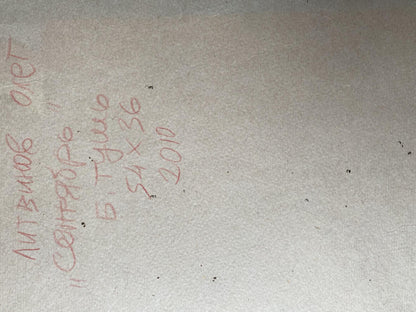 Литвинов Олег
"Сентябрь"
Б. Тушь
54 x 36
2010